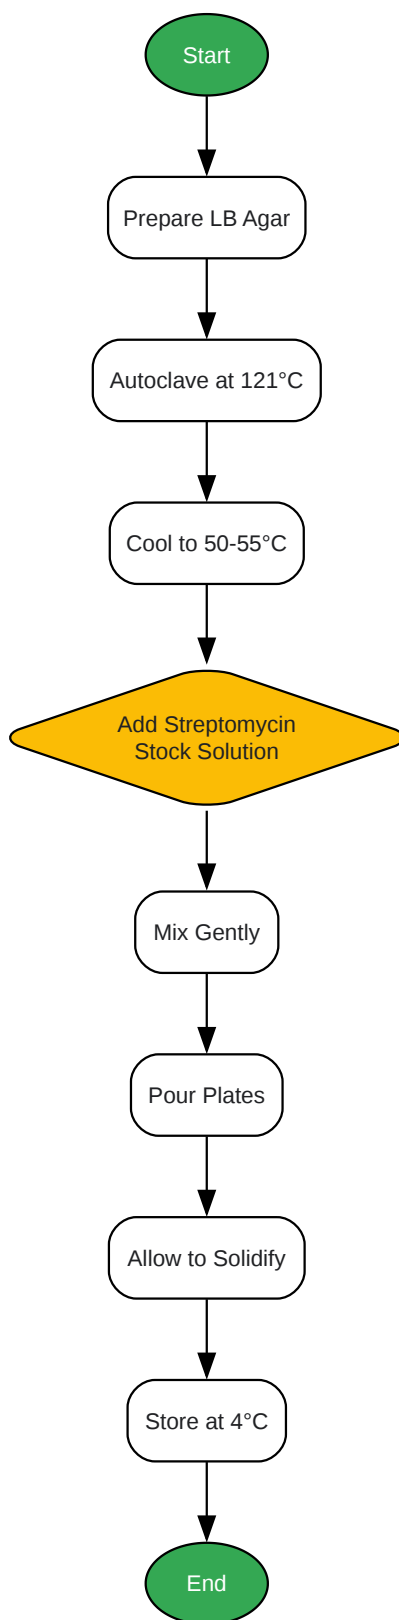 Start
Prepare LB Agar
Autoclave at 121°C
Cool to 50-55°C
Add Streptomycin
Stock Solution
Mix Gently
Pour Plates
Allow to Solidify
Store at 4°C
End